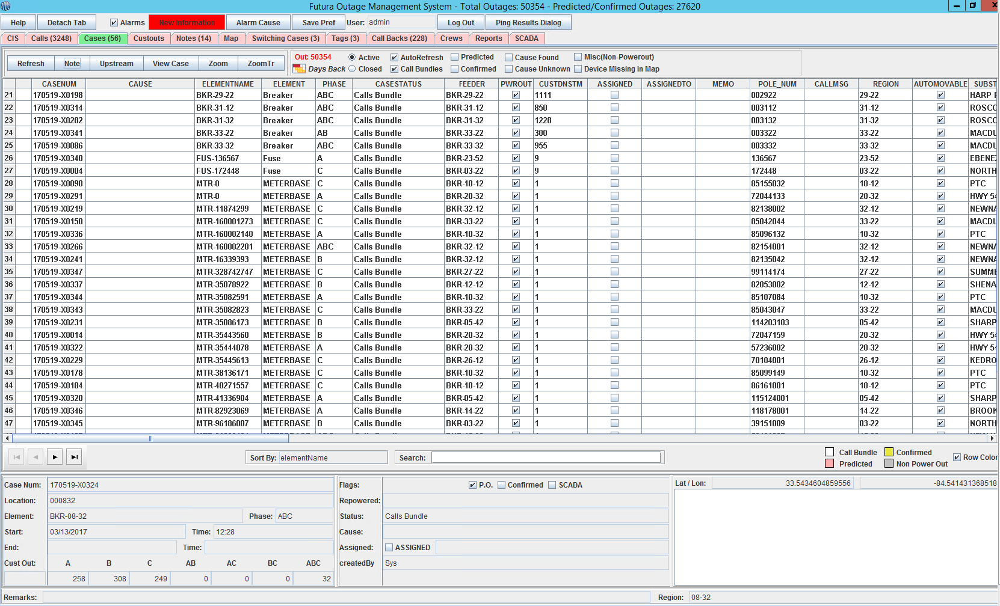 Futura Outage Management System - Total Outages: 50354 - Predicted/Confirmed Outages: 27620
Help Detach Tab Alarms New Information Alarm Cause Save Pref User: admin Log Out Ping Results Dialog
CIS Calls (3248) Cases (56) Custouts Notes (14) Map Switching Cases (3) Tags (3) Call Backs (228) Crews Reports SCADA
Refresh Note Upstream View Case Zoom ZoomTr
Out: 50354 Active AutoRefresh Predicted Cause Found Misc(Non-Powerout)
Days Back Closed Call Bundles Confirmed Cause Unknown Device Missing in Map
CASENUM CAUSE ELEMENTNAME ELEMENT PHASE CASESTATUS FEEDER PWROUT CUSTDNSTM ASSIGNED ASSIGNEDTO MEMO POLE_NUM CALLMSG REGION AUTOMOVABLE SUBST
21 170519-X0198 BKR-29-22 Breaker ABC Calls Bundle BKR-29-22 1111 002922 29-22 HARP
22 170519-X0314 BKR-31-12 Breaker ABC Calls Bundle BKR-31-12 850 003112 31-12 ROSCO
23 170519-X0282 BKR-31-32 Breaker ABC Calls Bundle BKR-31-32 1228 003132 31-32 ROSCO
24 170519-X0341 BKR-33-22 Breaker AB Calls Bundle BKR-33-22 300 003322 33-22 MACDU
25 170519-X0086 BKR-33-32 Breaker ABC Calls Bundle BKR-33-32 955 003332 33-32 MACDU
26 170519-X0340 FUS-136567 Fuse A Calls Bundle BKR-23-52 9 136567 23-52 EBENEZ
27 170519-X0004 FUS-172448 Fuse C Calls Bundle BKR-03-22 9 172448 03-22 NORTH
28 170519-X0090 MTR-0 METERBASE C Calls Bundle BKR-10-12 1 85155032 10-12 PTC
29 170519-X0291 MTR-0 METERBASE A Calls Bundle BKR-20-32 1 72044133 20-32 HWY 54
30 170519-X0219 MTR-11874299 METERBASE C Calls Bundle BKR-32-12 1 82138002 32-12 NEWNA
31 170519-X0150 MTR-160001273 METERBASE C Calls Bundle BKR-33-22 1 85042044 33-22 MACDU
32 170519-X0336 MTR-160002140 METERBASE A Calls Bundle BKR-10-32 1 85096132 10-32 PTC
33 170519-X0266 MTR-160002201 METERBASE ABC Calls Bundle BKR-32-12 1 82154001 32-12 NEWNA
34 170519-X0241 MTR-16339393 METERBASE B Calls Bundle BKR-32-12 1 82135042 32-12 NEWNA
35 170519-X0347 MTR-328742747 METERBASE C Calls Bundle BKR-27-22 1 99114174 27-22 SUMME
36 170519-X0337 MTR-35078922 METERBASE B Calls Bundle BKR-12-12 1 82053002 12-12 SHENA
37 170519-X0344 MTR-35082591 METERBASE A Calls Bundle BKR-10-32 1 85107084 10-32 PTC
38 170519-X0343 MTR-35082823 METERBASE C Calls Bundle BKR-33-22 1 85043047 33-22 MACDU
39 170519-X0231 MTR-35086173 METERBASE B Calls Bundle BKR-05-42 1 114203103 05-42 SHARP
40 170519-X0014 MTR-35443560 METERBASE B Calls Bundle BKR-20-32 1 72047159 20-32 HWY 54
41 170519-X0322 MTR-35444078 METERBASE A Calls Bundle BKR-20-32 1 57236002 20-32 HWY 54
42 170519-X0229 MTR-35445613 METERBASE C Calls Bundle BKR-26-12 1 70104001 26-12 KEDRO
43 170519-X0178 MTR-38136171 METERBASE C Calls Bundle BKR-10-32 1 85099149 10-32 PTC
44 170519-X0184 MTR-40271557 METERBASE C Calls Bundle BKR-10-12 1 86161001 10-12 PTC
45 170519-X0320 MTR-41336904 METERBASE A Calls Bundle BKR-05-42 1 115124001 05-42 SHARP
46 170519-X0346 MTR-82923069 METERBASE A Calls Bundle BKR-14-22 1 118178001 14-22 BROOK
47 170519-X0345 MTR-96186007 METERBASE B Calls Bundle BKR-03-22 1 39151009 03-22 NORTH
Sort By: elementName Search: Call Bundle Confirmed Row Color
Predicted Non Power Out
Case Num: 170519-X0324 Flags: P.O. Confirmed SCADA Lat / Lon: 33.5434604859556 -84.541431368518
Location: 000832 Repowered:
Element: BKR-08-32 Phase: ABC Status: Calls Bundle
Start: 03/13/2017 Time: 12:28 Cause:
End: Time: Assigned: ASSIGNED
Cust Out: A B C AB AC BC ABC createdBy Sys
258 308 249 0 0 0 32
Remarks: Region: 08-32